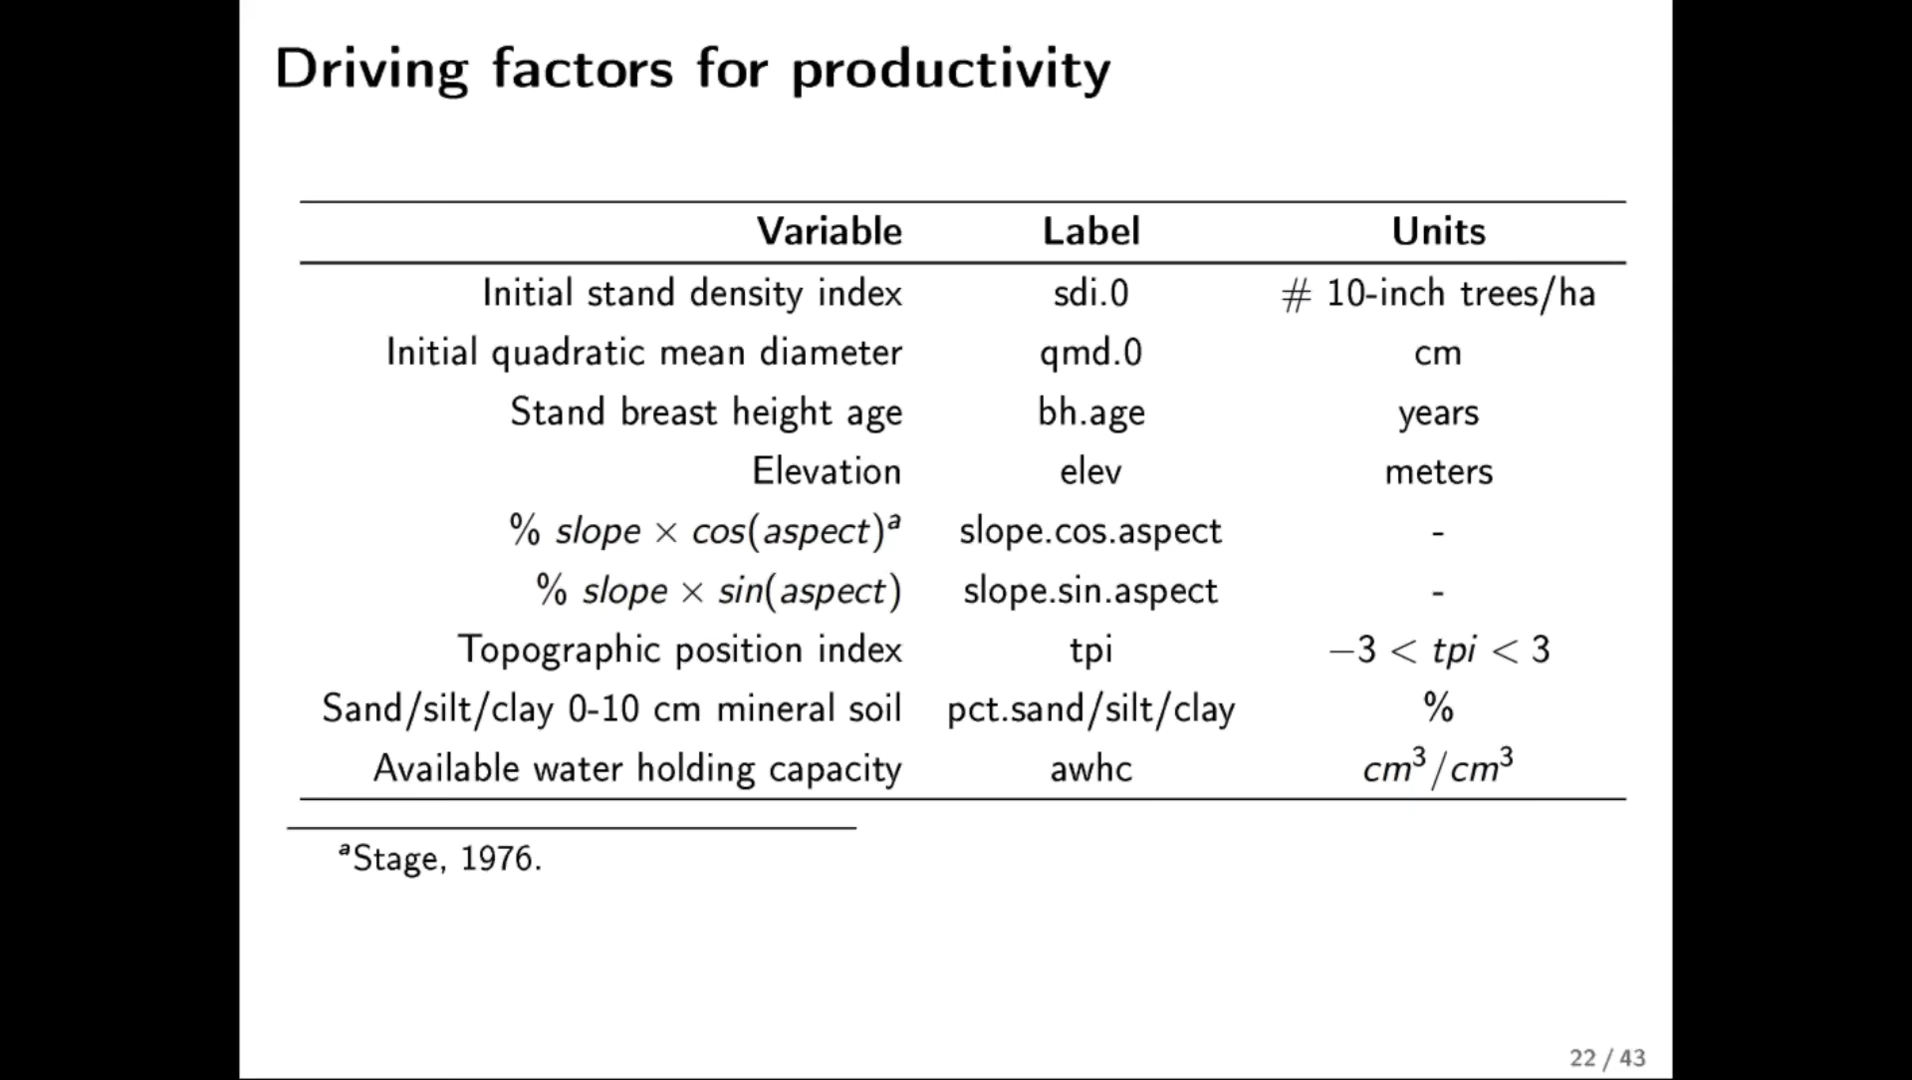 Driving factors for productivity
Variable Label Units
Initial stand density index sdi.0 # 10-inch trees/ha
Initial quadratic mean diameter qmd.0 cm
Stand breast height age bh.age years
Elevation elev meters
% slope × cos(aspect)ᵃ slope.cos.aspect -
% slope × sin(aspect) slope.sin.aspect -
Topographic position index tpi −3 < tpi < 3
Sand/silt/clay 0-10 cm mineral soil pct.sand/silt/clay %
Available water holding capacity awhc cm³/cm³
ᵃStage, 1976.
22 / 43